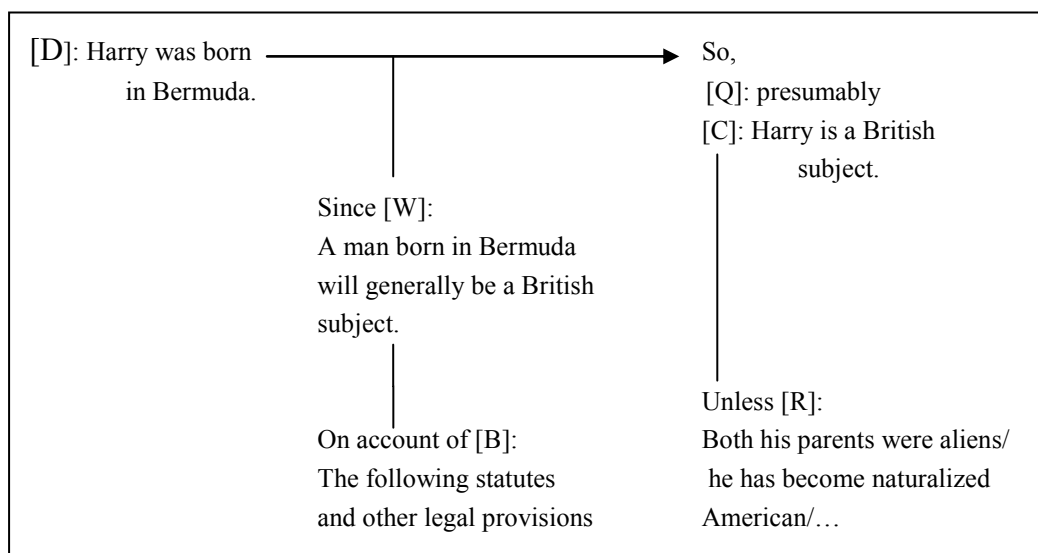 [D]: Harry was born
in Bermuda.
So,
[Q]: presumably
[C]: Harry is a British
subject.
Since [W]:
A man born in Bermuda
will generally be a British
subject.
On account of [B]:
The following statutes
and other legal provisions
Unless [R]:
Both his parents were aliens/
he has become naturalized
American/…